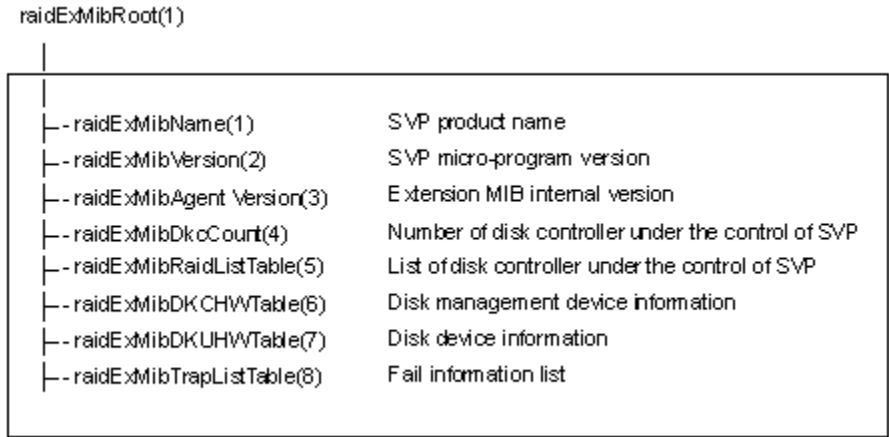 raidExMibRoot(1)
raidExMibName(1) SVP product name
raidExMibVersion(2) SVP micro-program version
raidExMibAgent Version(3) Extension MIB internal version
raidExMibDkcCount(4) Number of disk controller under the control of SVP
raidExMibRaidListTable(5) List of disk controller under the control of SVP
raidExMibDKCHWTable(6) Disk management device information
raidExMibDKUHWTable(7) Disk device information
raidExMibTrapListTable(8) Fail information list